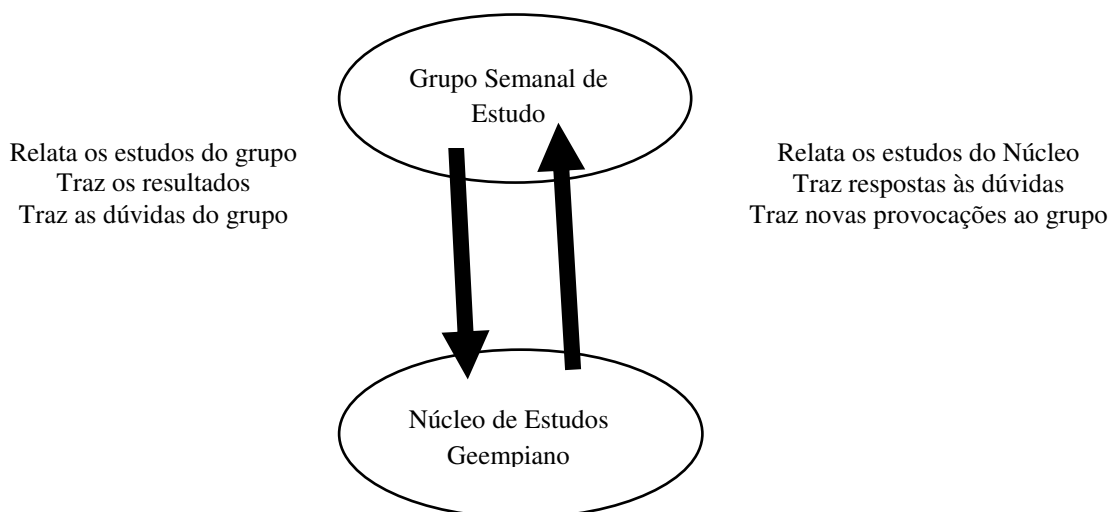 Grupo Semanal de
Estudo
Relata os estudos do grupo
Traz os resultados
Traz as dúvidas do grupo
Relata os estudos do Núcleo
Traz respostas às dúvidas
Traz novas provocações ao grupo
Núcleo de Estudos
Geempiano